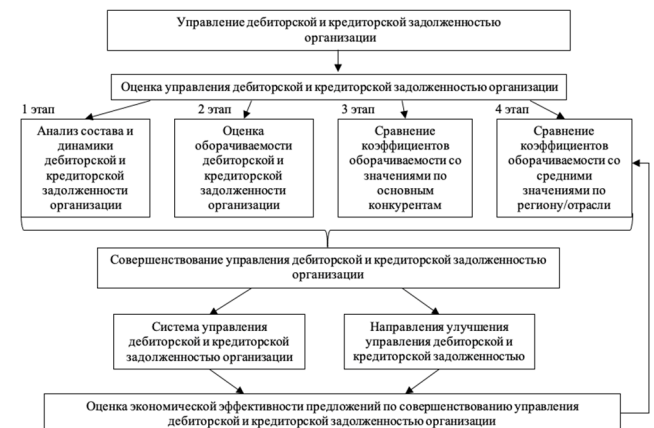 Управление дебиторской и кредиторской задолженностью
организации
Оценка управления дебиторской и кредиторской задолженностью организации
1 этап
2 этап
3 этап
4 этап
Анализ состава и
динамики
дебиторской и
кредиторской
задолженности
организации
Оценка
оборачиваемости
дебиторской и
кредиторской
задолженности
организации
Сравнение
коэффициентов
оборачиваемости со
значениями по
основным
конкурентам
Сравнение
коэффициентов
оборачиваемости со
средними
значениями по
региону/отрасли
Совершенствование управления дебиторской и кредиторской задолженностью
организации
Система управления
дебиторской и кредиторской
задолженностью организации
Направления улучшения
управления дебиторской и
кредиторской задолженностью
Оценка экономической эффективности предложений по совершенствованию управления
дебиторской и кредиторской задолженностью организации